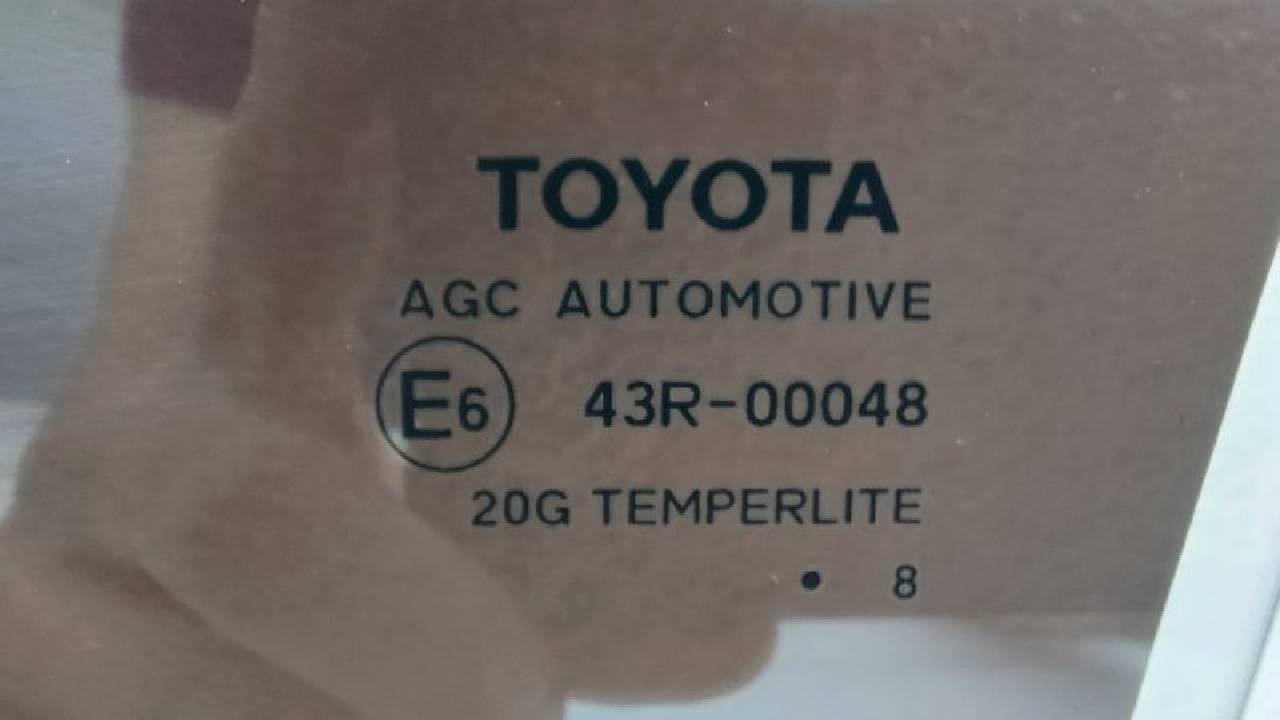 TOYOTA
AGC AUTOMOTIVE
E6 43R-00048
20G TEMPERLITE
• 8